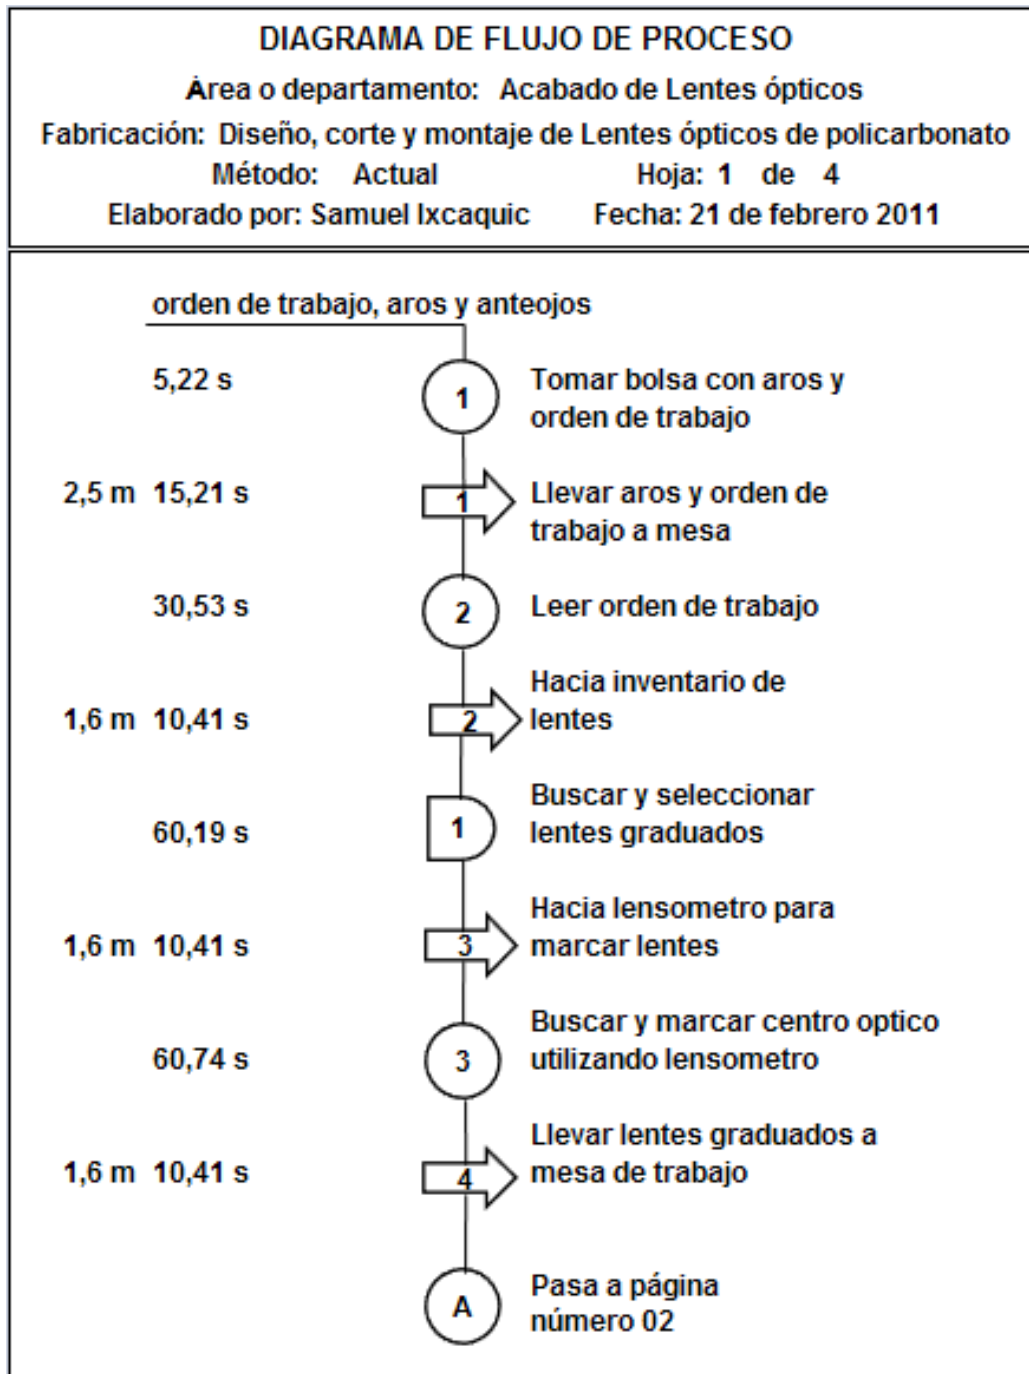 DIAGRAMA DE FLUJO DE PROCESO
Área o departamento: Acabado de Lentes ópticos
Fabricación: Diseño, corte y montaje de Lentes ópticos de policarbonato
Método: Actual Hoja: 1 de 4
Elaborado por: Samuel Ixcaquic Fecha: 21 de febrero 2011
orden de trabajo, aros y anteojos
5,22 s 1 Tomar bolsa con aros y
orden de trabajo
2,5 m 15,21 s 1 Llevar aros y orden de
trabajo a mesa
30,53 s 2 Leer orden de trabajo
Hacia inventario de
1,6 m 10,41 s 2 lentes
Buscar y seleccionar
60,19 s 1 lentes graduados
Hacia lensometro para
1,6 m 10,41 s 3 marcar lentes
Buscar y marcar centro optico
60,74 s 3 utilizando lensometro
Llevar lentes graduados a
1,6 m 10,41 s 4 mesa de trabajo
A Pasa a página
número 02